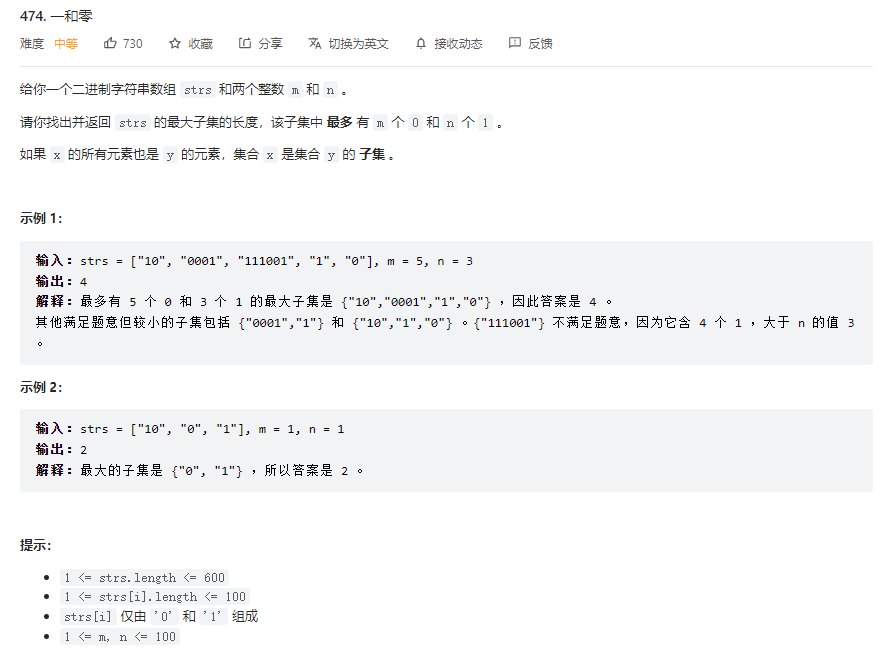 474. 一和零
难度 中等 730 收藏 分享 切换为英文 接收动态 反馈
给你一个二进制字符串数组 strs 和两个整数 m 和 n 。
请你找出并返回 strs 的最大子集的长度，该子集中 最多 有 m 个 0 和 n 个 1 。
如果 x 的所有元素也是 y 的元素，集合 x 是集合 y 的 子集 。
示例 1：
输入：strs = ["10", "0001", "111001", "1", "0"], m = 5, n = 3
输出：4
解释：最多有 5 个 0 和 3 个 1 的最大子集是 {"10","0001","1","0"} ，因此答案是 4 。
其他满足题意但较小的子集包括 {"0001","1"} 和 {"10","1","0"} 。{"111001"} 不满足题意，因为它含 4 个 1 ，大于 n 的值 3
。
示例 2：
输入：strs = ["10", "0", "1"], m = 1, n = 1
输出：2
解释：最大的子集是 {"0", "1"} ，所以答案是 2 。
提示：
1 <= strs.length <= 600
1 <= strs[i].length <= 100
strs[i] 仅由 '0' 和 '1' 组成
1 <= m, n <= 100